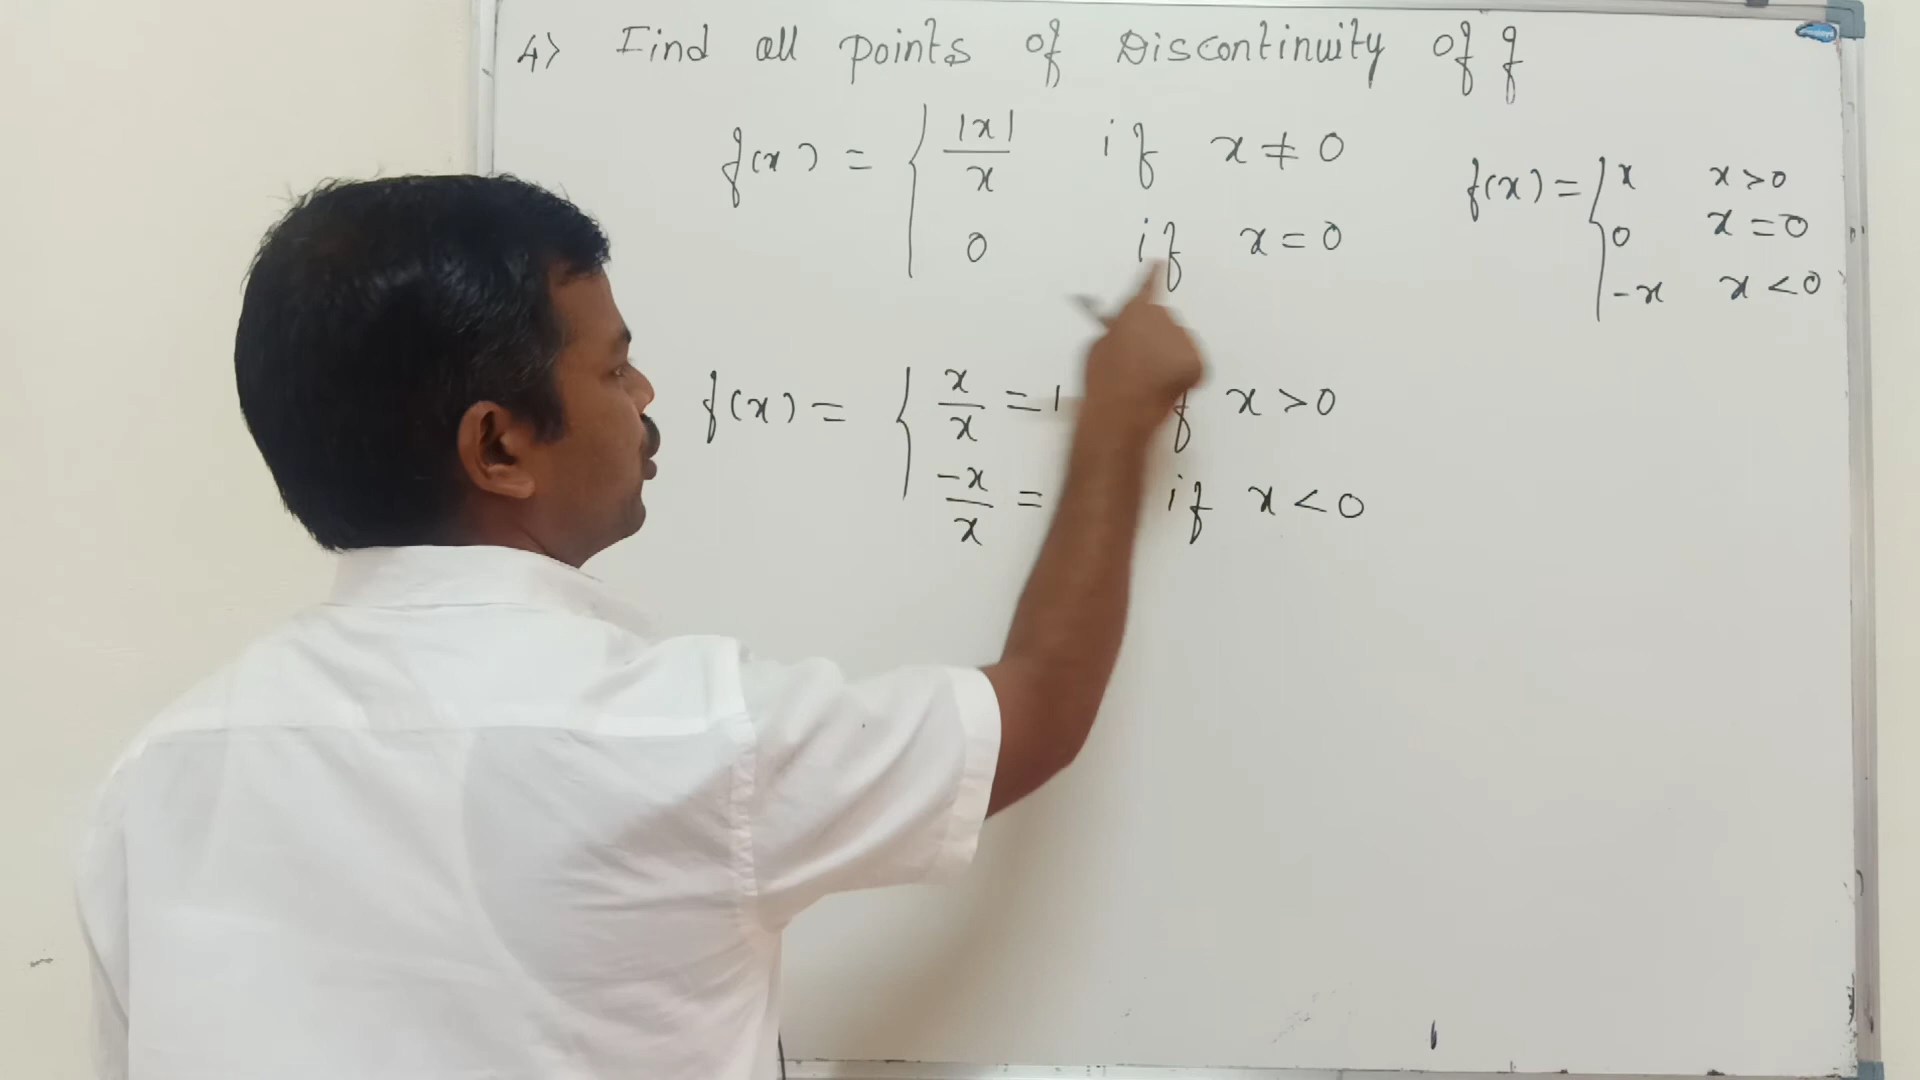 4) Find all points of Discontinuity of f
f(x) = { |x|/x if x ≠ 0
0 if x = 0
f(x) = { x x > 0
0 x = 0
-x x < 0
f(x) = { x/x = 1 if x > 0
-x/x = if x < 0